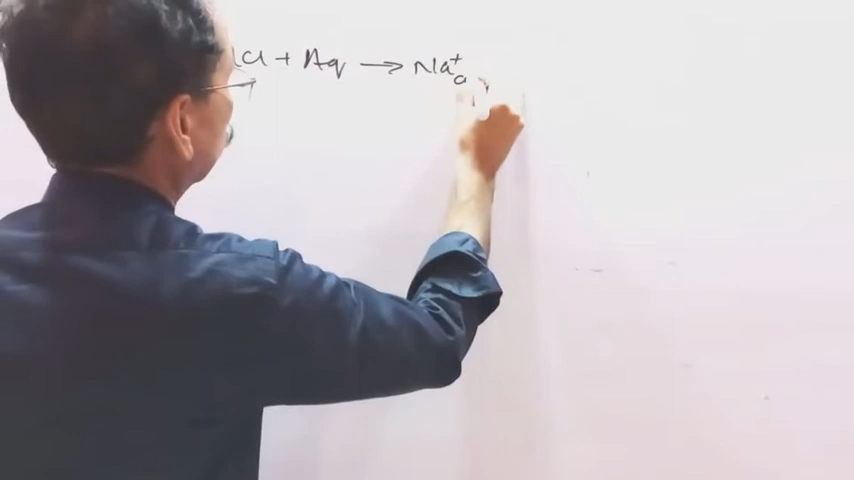 Cl + Aq → Na⁺a